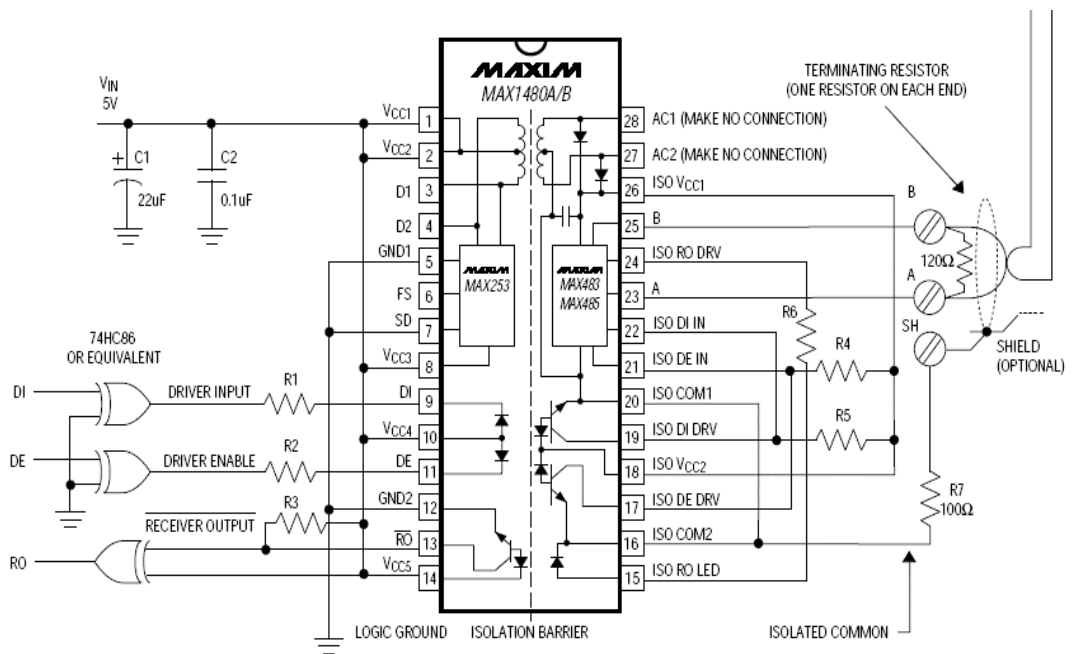 VIN
5V
C1
22uF
C2
0.1uF
74HC86
OR EQUIVALENT
DI
DRIVER INPUT
R1
DE
DRIVER ENABLE
R2
RECEIVER OUTPUT
R3
RO
VCC1
VCC2
D1
D2
GND1
FS
SD
VCC3
DI
VCC4
DE
GND2
RO
VCC5
1
2
3
4
5
6
7
8
9
10
11
12
13
14
MAXIM
MAX1480A/B
MAXIM
MAX253
MAXIM
MAX483
MAX485
28
27
26
25
24
23
22
21
20
19
18
17
16
15
AC1 (MAKE NO CONNECTION)
AC2 (MAKE NO CONNECTION)
ISO VCC1
B
ISO RO DRV
A
ISO DI IN
ISO DE IN
ISO COM1
ISO DI DRV
ISO VCC2
ISO DE DRV
ISO COM2
ISO RO LED
R6
R4
R5
TERMINATING RESISTOR
(ONE RESISTOR ON EACH END)
B
120Ω
A
SH
SHIELD
(OPTIONAL)
R7
100Ω
LOGIC GROUND
ISOLATION BARRIER
ISOLATED COMMON